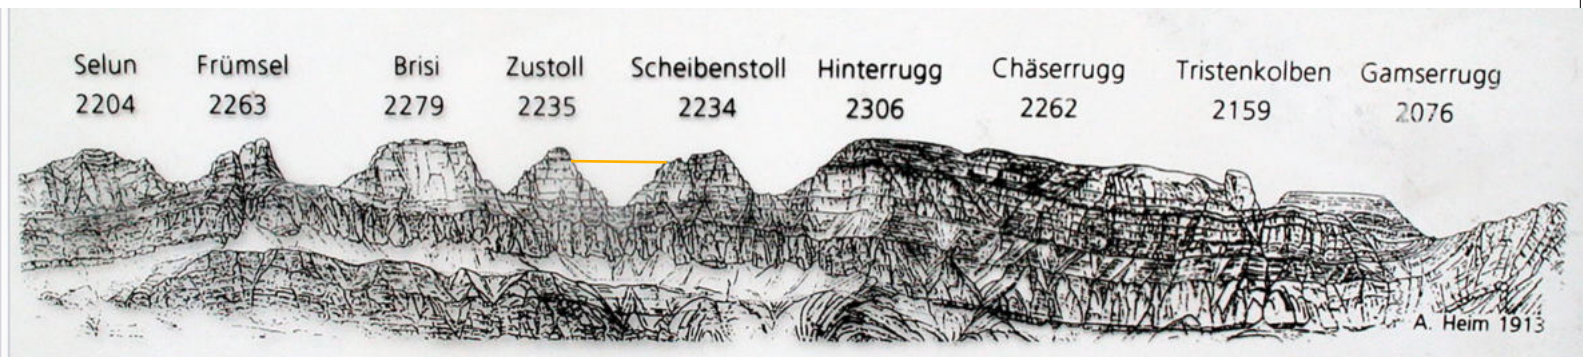 Selun Frümsel Brisi Zustoll Scheibenstoll Hinterrugg Chäserrugg Tristenkolben Gamserrugg
2204 2263 2279 2235 2234 2306 2262 2159 2076
A. Heim 1913